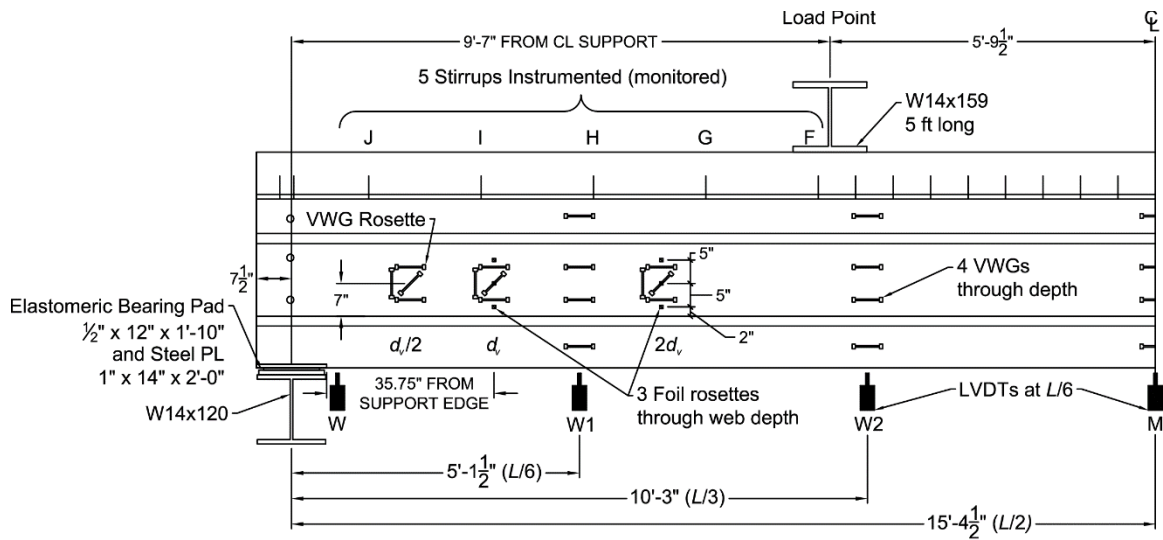 Load Point
℄
9'-7" FROM CL SUPPORT
5'-9½"
5 Stirrups Instrumented (monitored)
W14x159
5 ft long
J
I
H
G
F
VWG Rosette
7½"
5"
7"
5"
4 VWGs
through depth
Elastomeric Bearing Pad
½" x 12" x 1'-10"
and Steel PL
1" x 14" x 2'-0"
2"
dᵥ/2
dᵥ
2dᵥ
35.75" FROM
SUPPORT EDGE
3 Foil rosettes
through web depth
LVDTs at L/6
W14x120
W
W1
W2
M
5'-1½" (L/6)
10'-3" (L/3)
15'-4½" (L/2)